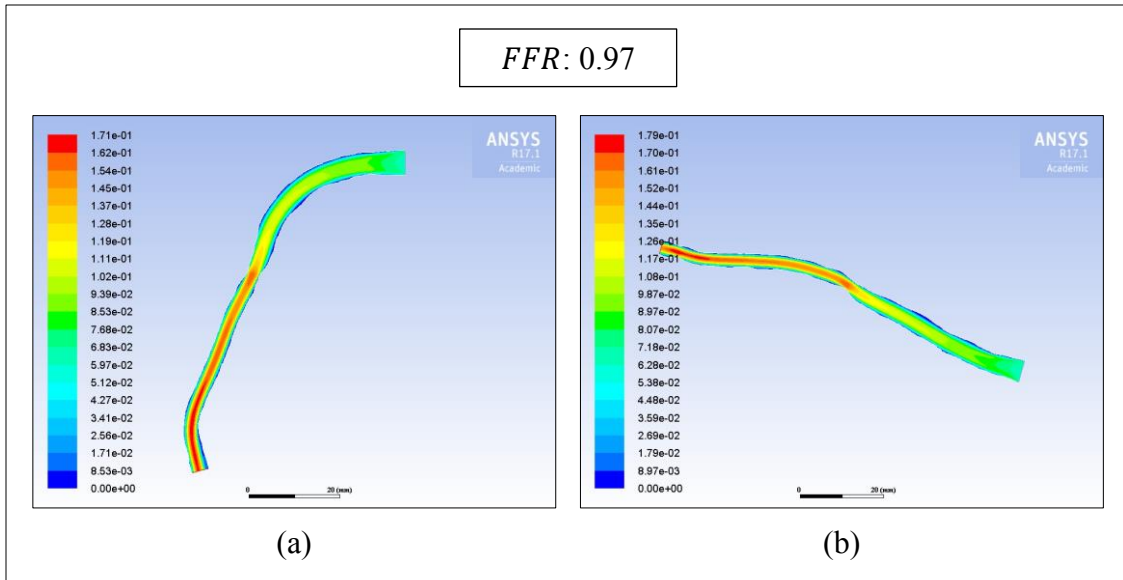 FFR: 0.97
1.71e-01
1.62e-01
1.54e-01
1.45e-01
1.37e-01
1.28e-01
1.19e-01
1.11e-01
1.02e-01
9.39e-02
8.53e-02
7.68e-02
6.83e-02
5.97e-02
5.12e-02
4.27e-02
3.41e-02
2.56e-02
1.71e-02
8.53e-03
0.00e+00
ANSYS
R17.1
Academic
0 20 (mm)
1.79e-01
1.70e-01
1.61e-01
1.52e-01
1.44e-01
1.35e-01
1.26e-01
1.17e-01
1.08e-01
9.87e-02
8.97e-02
8.07e-02
7.18e-02
6.28e-02
5.38e-02
4.48e-02
3.59e-02
2.69e-02
1.79e-02
8.97e-03
0.00e+00
ANSYS
R17.1
Academic
0 20 (mm)
(a)
(b)